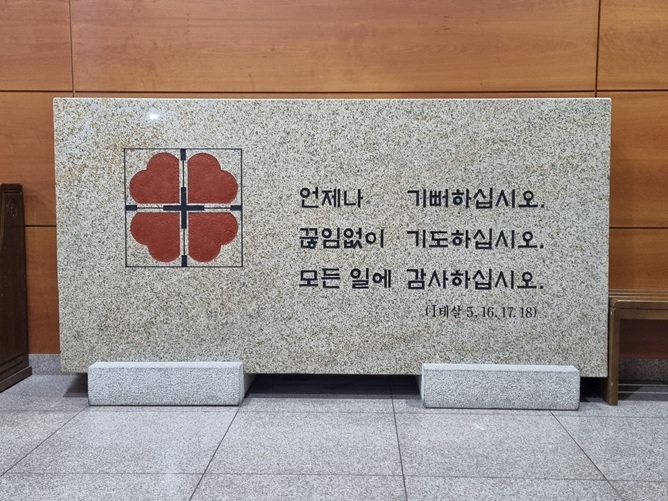 언제나 기뻐하십시오.
끊임없이 기도하십시오.
모든 일에 감사하십시오.
(I테살 5, 16. 17. 18)